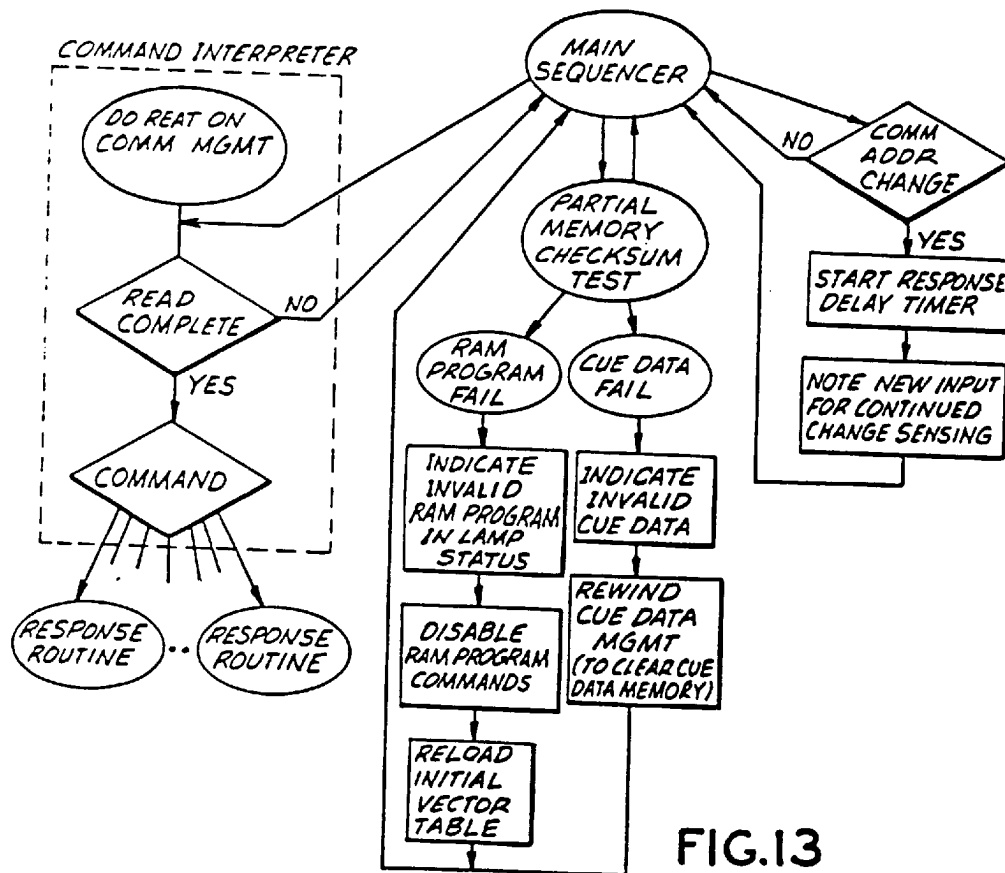 COMMAND INTERPRETER
DO REAT ON
COMM MGMT
READ
COMPLETE
NO
YES
COMMAND
RESPONSE
ROUTINE
..
RESPONSE
ROUTINE
MAIN
SEQUENCER
PARTIAL
MEMORY
CHECKSUM
TEST
RAM
PROGRAM
FAIL
INDICATE
INVALID
RAM PROGRAM
IN LAMP
STATUS
DISABLE
RAM PROGRAM
COMMANDS
RELOAD
INITIAL
VECTOR
TABLE
CUE DATA
FAIL
INDICATE
INVALID
CUE DATA
REWIND
CUE DATA
MGMT
(TO CLEAR CUE
DATA MEMORY)
COMM
ADDR
CHANGE
NO
YES
START RESPONSE
DELAY TIMER
NOTE NEW INPUT
FOR CONTINUED
CHANGE SENSING
FIG.13